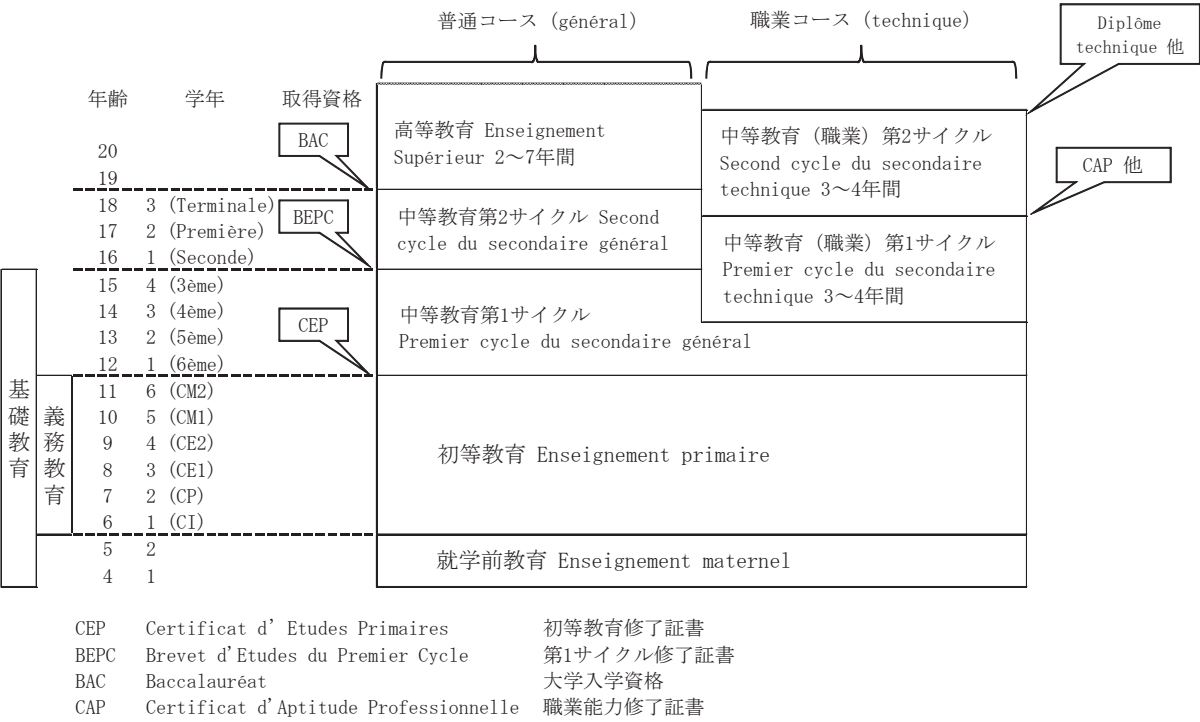 普通コース (général)
職業コース (technique)
Diplôme
technique 他
年齢 学年 取得資格
BAC
高等教育 Enseignement
Supérieur 2～7年間
中等教育 (職業) 第2サイクル
Second cycle du secondaire
technique 3～4年間
CAP 他
20
19
18 3 (Terminale)
17 2 (Première)
16 1 (Seconde)
BEPC
中等教育第2サイクル Second
cycle du secondaire général
中等教育 (職業) 第1サイクル
Premier cycle du secondaire
technique 3～4年間
15 4 (3ème)
14 3 (4ème)
13 2 (5ème)
12 1 (6ème)
CEP
中等教育第1サイクル
Premier cycle du secondaire général
基礎教育
義務教育
11 6 (CM2)
10 5 (CM1)
9 4 (CE2)
8 3 (CE1)
7 2 (CP)
6 1 (CI)
初等教育 Enseignement primaire
5 2
4 1
就学前教育 Enseignement maternel
CEP Certificat d' Etudes Primaires 初等教育修了証書
BEPC Brevet d'Etudes du Premier Cycle 第1サイクル修了証書
BAC Baccalauréat 大学入学資格
CAP Certificat d'Aptitude Professionnelle 職業能力修了証書